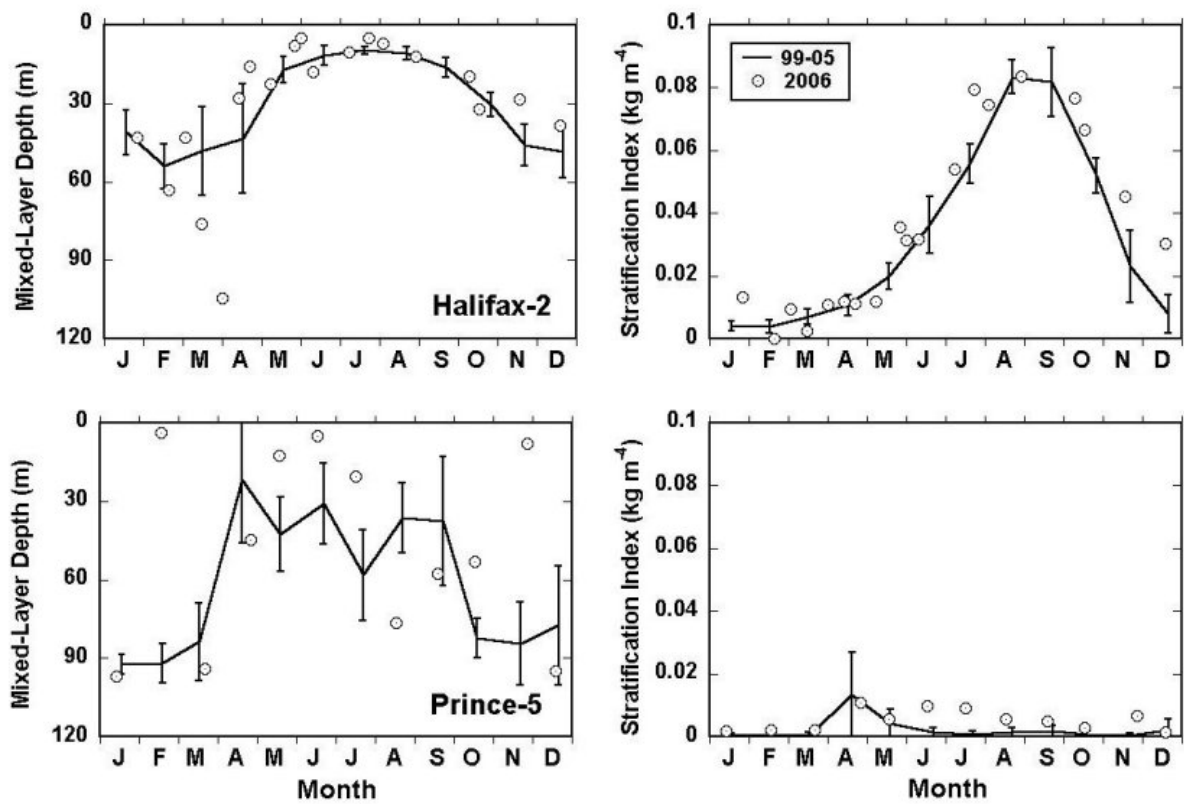 Mixed-Layer Depth (m)
0
30
60
90
120
Halifax-2
J F M A M J J A S O N D
Stratification Index (kg m-4)
0.1
0.08
0.06
0.04
0.02
0
99-05
2006
J F M A M J J A S O N D
Mixed-Layer Depth (m)
0
30
60
90
120
Prince-5
J F M A M J J A S O N D
Month
Stratification Index (kg m-4)
0.1
0.08
0.06
0.04
0.02
0
J F M A M J J A S O N D
Month